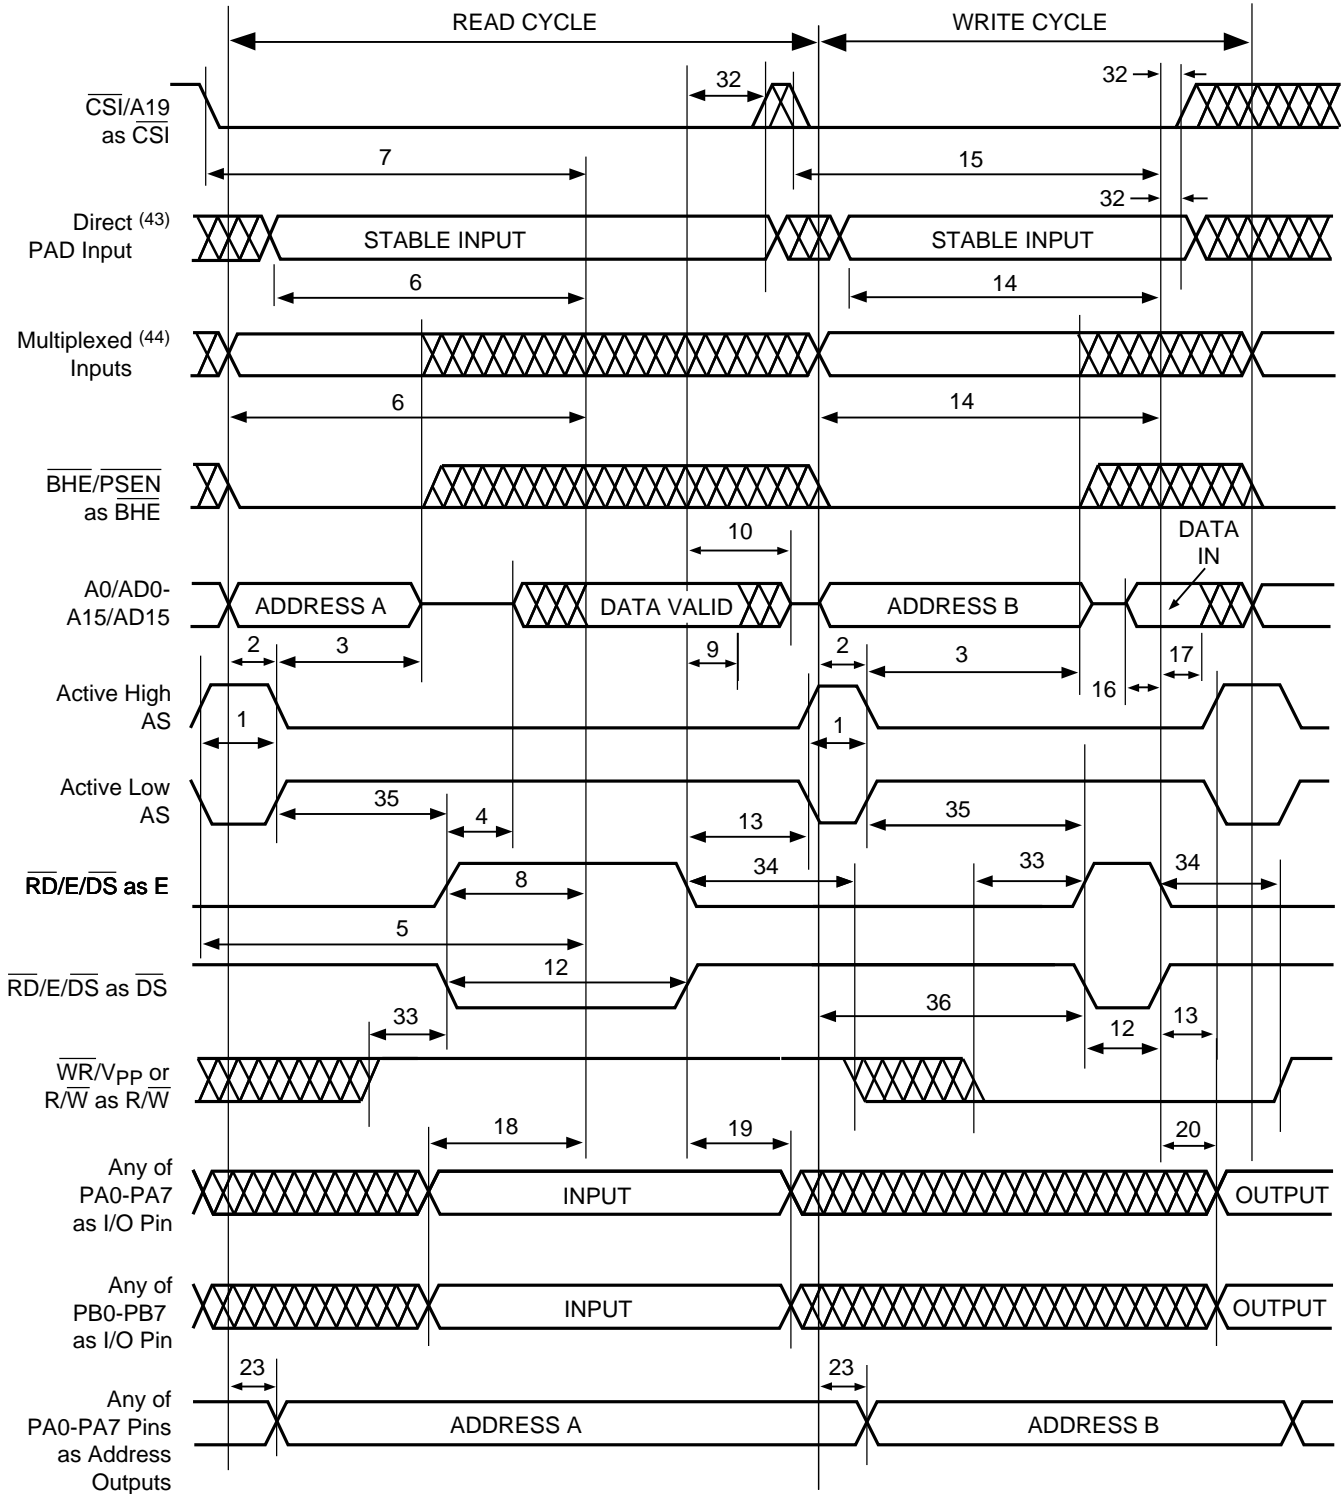 READ CYCLE
WRITE CYCLE
32
32
CSI/A19
as CSI
7
15
32
Direct (43)
PAD Input
STABLE INPUT
STABLE INPUT
6
14
Multiplexed (44)
Inputs
6
14
BHE/PSEN
as BHE
10
DATA
IN
A0/AD0-
A15/AD15
ADDRESS A
DATA VALID
ADDRESS B
2
3
9
2
3
17
16
Active High
AS
1
1
Active Low
AS
35
4
13
35
34
33
34
RD/E/DS as E
8
5
RD/E/DS as DS
12
36
33
12
13
WR/VPP or
R/W as R/W
18
19
20
Any of
PA0-PA7
as I/O Pin
INPUT
OUTPUT
Any of
PB0-PB7
as I/O Pin
INPUT
OUTPUT
23
23
Any of
PA0-PA7 Pins
as Address
Outputs
ADDRESS A
ADDRESS B